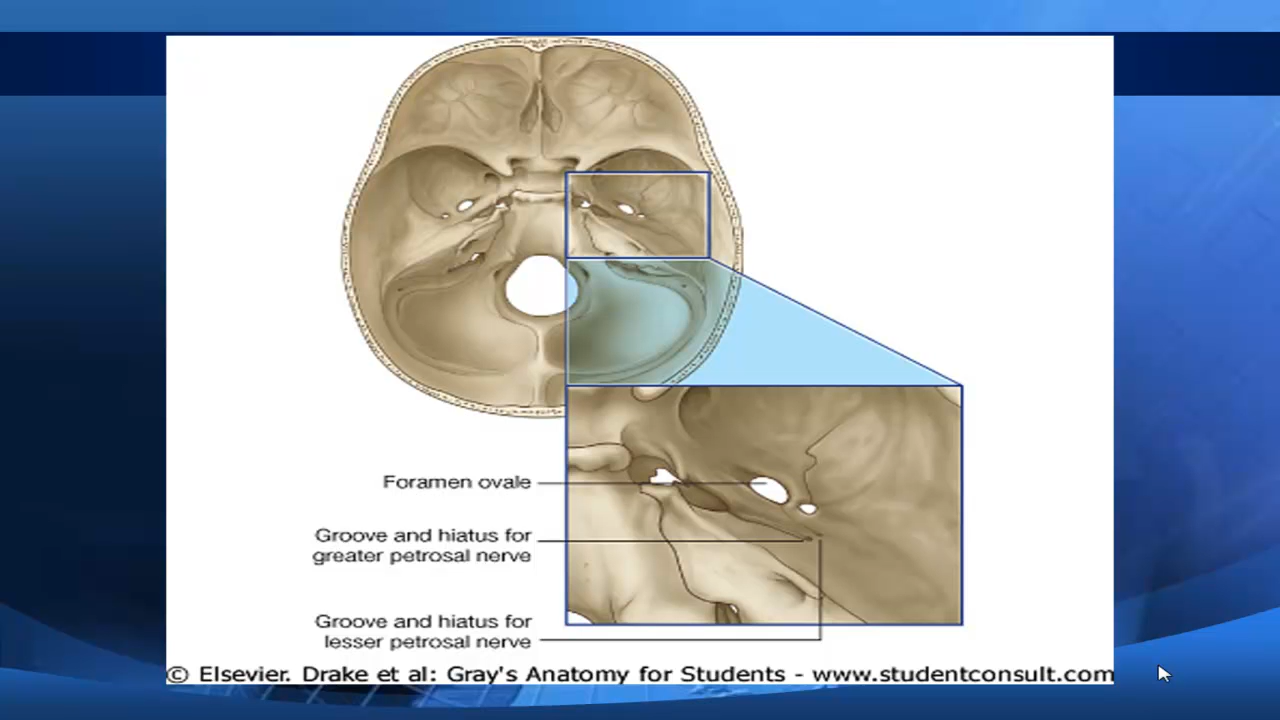 Foramen ovale
Groove and hiatus for
greater petrosal nerve
Groove and hiatus for
lesser petrosal nerve
© Elsevier. Drake et al: Gray's Anatomy for Students - www.studentconsult.com